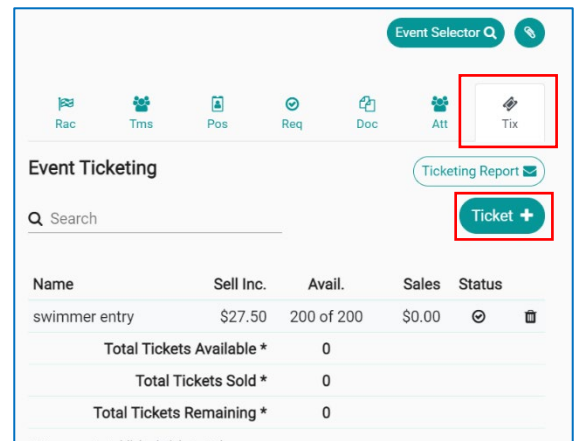 Event Selector
Rac Tms Pos Req Doc Att Tix
Event Ticketing
Ticketing Report
Search
Ticket +
Name Sell Inc. Avail. Sales Status
swimmer entry $27.50 200 of 200 $0.00
Total Tickets Available * 0
Total Tickets Sold * 0
Total Tickets Remaining * 0